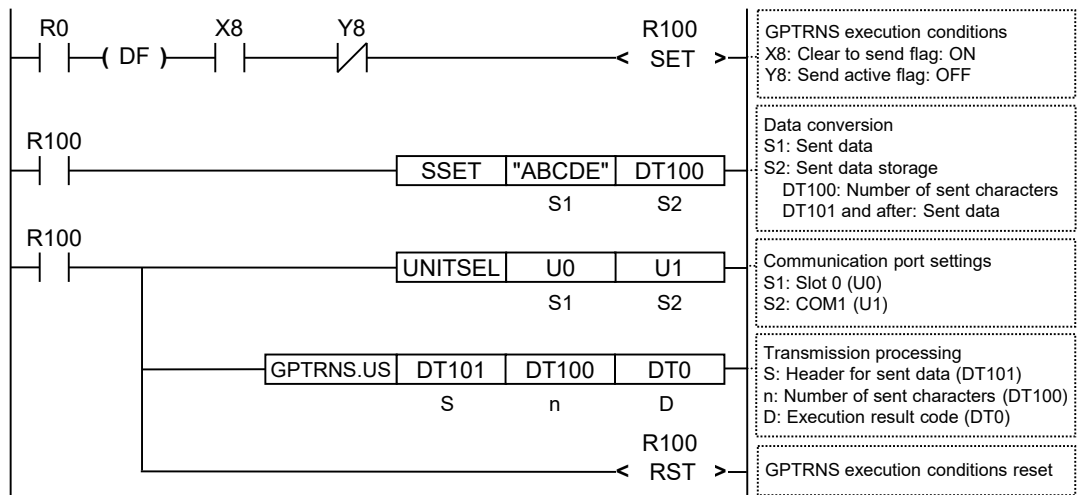 R0 X8 Y8 R100
( DF ) < SET >
GPTRNS execution conditions
X8: Clear to send flag: ON
Y8: Send active flag: OFF
R100
SSET "ABCDE" DT100
S1 S2
Data conversion
S1: Sent data
S2: Sent data storage
DT100: Number of sent characters
DT101 and after: Sent data
R100
UNITSEL U0 U1
S1 S2
Communication port settings
S1: Slot 0 (U0)
S2: COM1 (U1)
GPTRNS.US DT101 DT100 DT0
S n D
Transmission processing
S: Header for sent data (DT101)
n: Number of sent characters (DT100)
D: Execution result code (DT0)
R100
< RST >
GPTRNS execution conditions reset